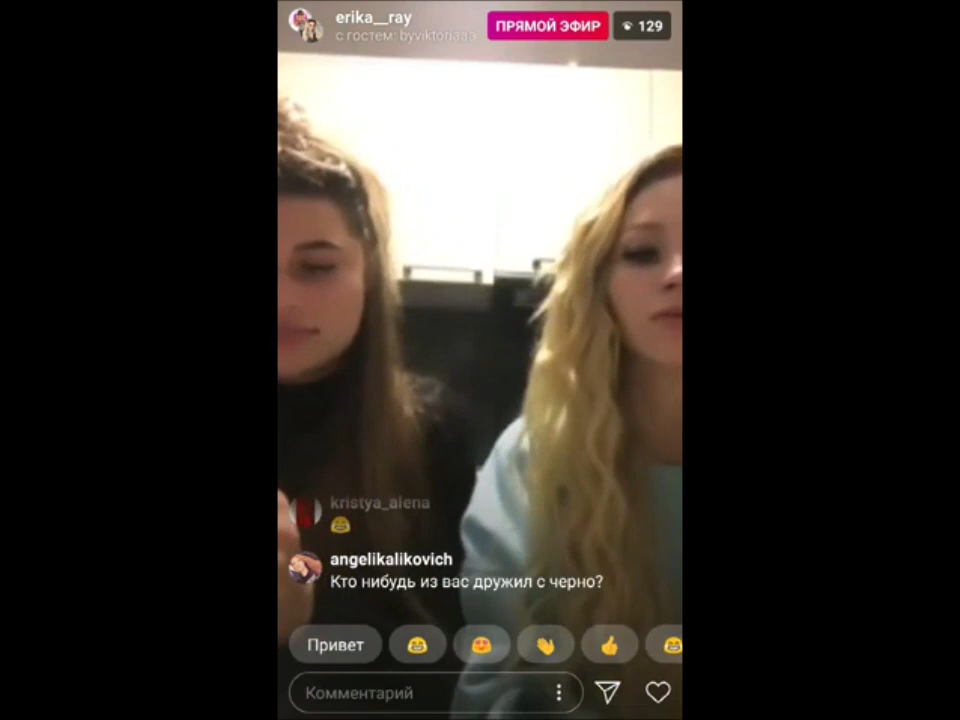 erika__ray
ПРЯМОЙ ЭФИР
129
с гостем: byviktoriaaa
kristya_alena
😂
angelikalikovich
Кто нибудь из вас дружил с черно?
Привет 😂 😍 👏 👍 😂
Комментарий